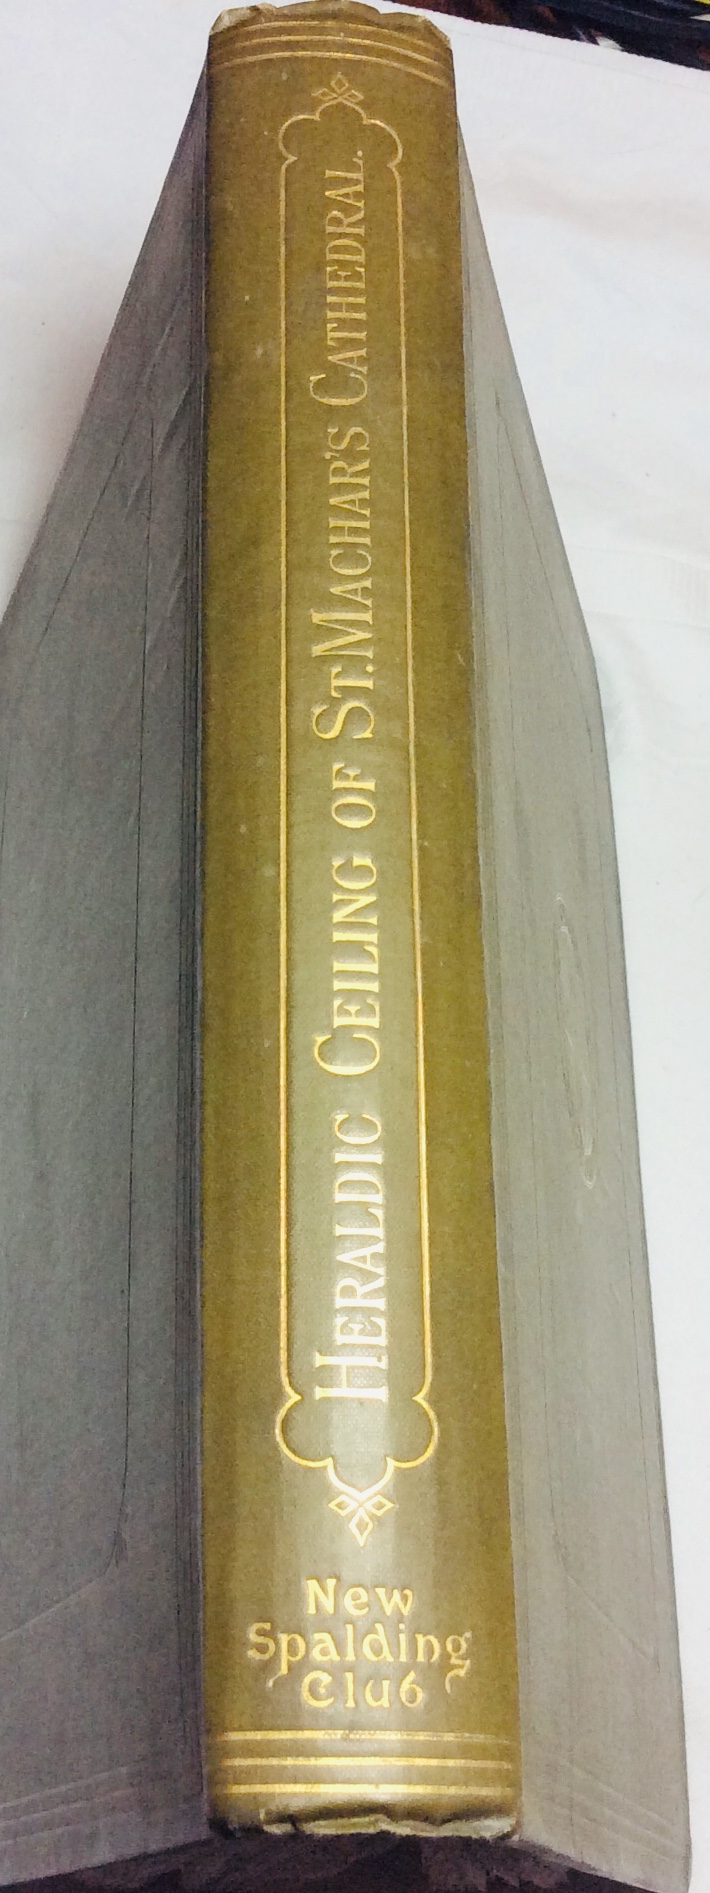 HERALDIC CEILING OF ST. MACHAR'S CATHEDRAL.
New
Spalding
Club